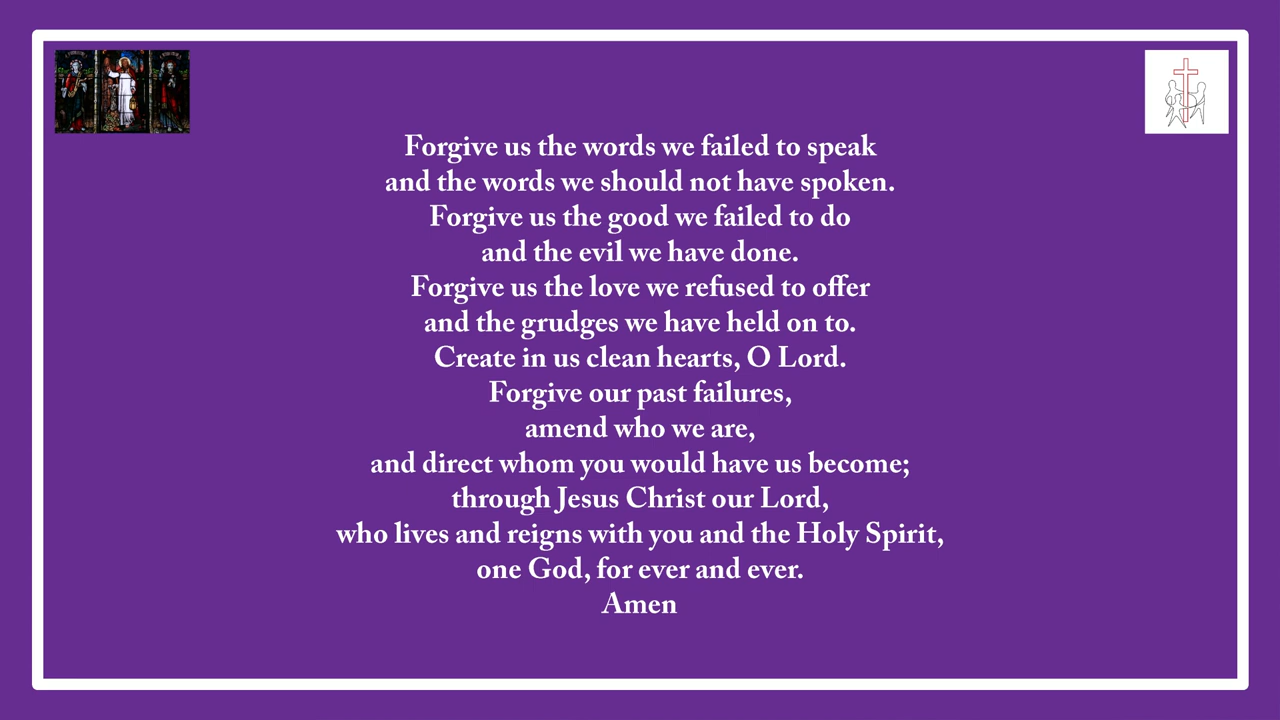 Forgive us the words we failed to speak
and the words we should not have spoken.
Forgive us the good we failed to do
and the evil we have done.
Forgive us the love we refused to offer
and the grudges we have held on to.
Create in us clean hearts, O Lord.
Forgive our past failures,
amend who we are,
and direct whom you would have us become;
through Jesus Christ our Lord,
who lives and reigns with you and the Holy Spirit,
one God, for ever and ever.
Amen